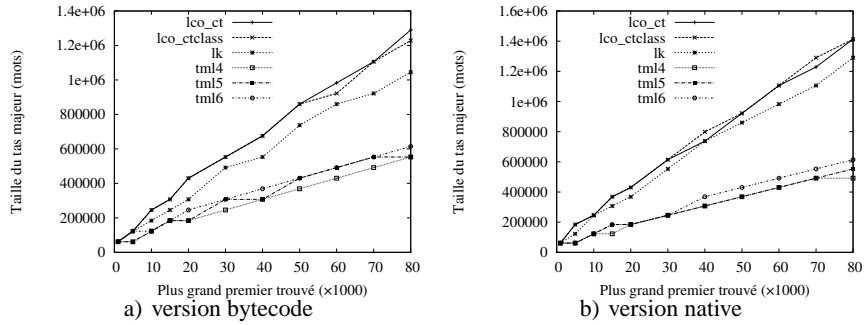 1.4e+06
1.2e+06
1e+06
800000
600000
400000
200000
0
Taille du tas majeur (mots)
lco_ct
lco_ctclass
lk
tml4
tml5
tml6
0 10 20 30 40 50 60 70 80
Plus grand premier trouvé (×1000)
a) version bytecode
1.6e+06
1.4e+06
1.2e+06
1e+06
800000
600000
400000
200000
0
Taille du tas majeur (mots)
lco_ct
lco_ctclass
lk
tml4
tml5
tml6
0 10 20 30 40 50 60 70 80
Plus grand premier trouvé (×1000)
b) version native